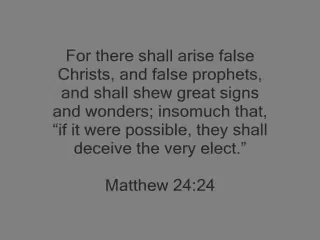 For there shall arise false
Christs, and false prophets,
and shall shew great signs
and wonders; insomuch that,
“if it were possible, they shall
deceive the very elect.”
Matthew 24:24